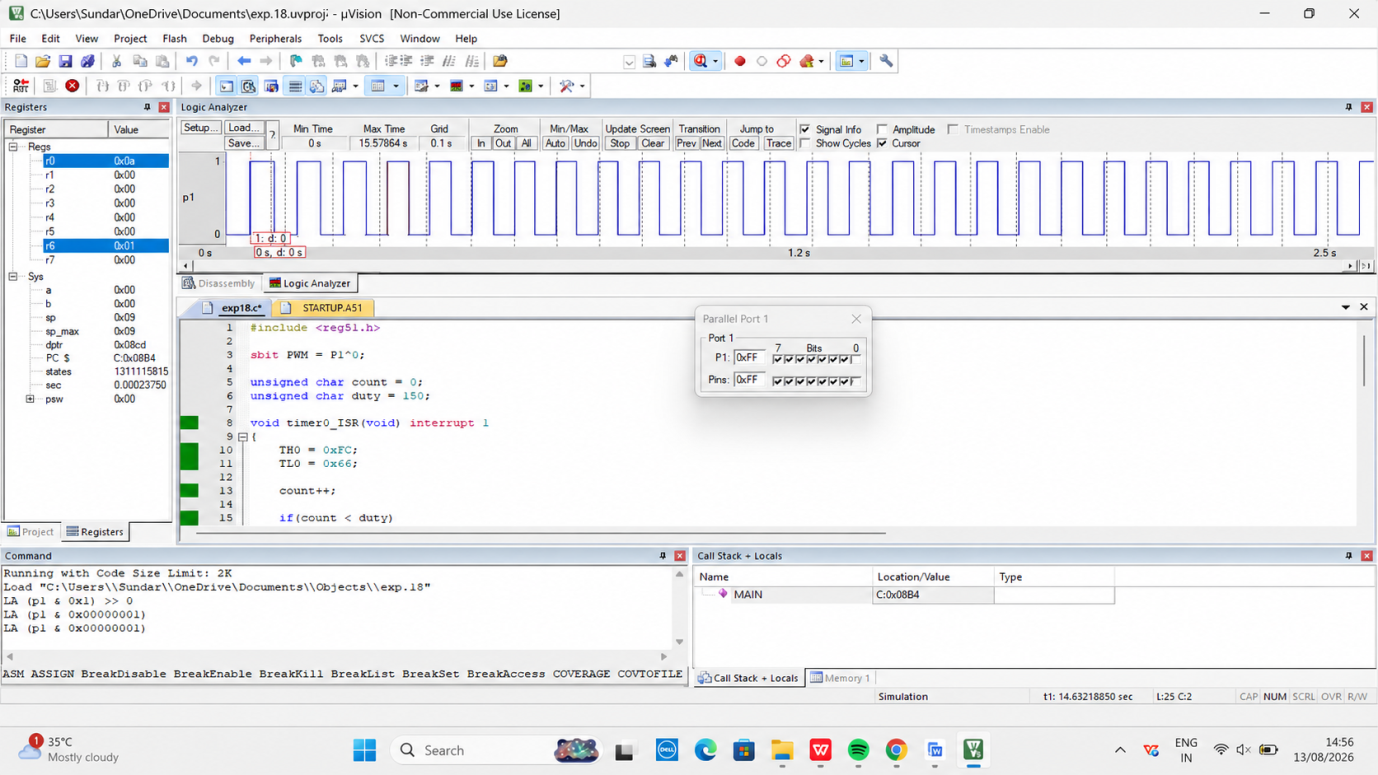 C:\Users\Sundar\OneDrive\Documents\exp.18.uvproj - µVision [Non-Commercial Use License]
File Edit View Project Flash Debug Peripherals Tools SVCS Window Help
Registers
Register Value
Regs
r0 0x0a
r1 0x00
r2 0x00
r3 0x00
r4 0x00
r5 0x00
r6 0x01
r7 0x00
Sys
a 0x00
b 0x00
sp 0x09
sp_max 0x09
dptr 0x08cd
PC $ C:0x08B4
states 1311115815
sec 0.00023750
psw 0x00
Project Registers
Logic Analyzer
Setup... Load... ? Min Time Max Time Grid Zoom Min/Max Update Screen Transition Jump to Signal Info Amplitude Timestamps Enable
Save... 0 s 15.57864 s 0.1 s In Out All Auto Undo Stop Clear Prev Next Code Trace Show Cycles Cursor
1
p1
0
1: d: 0
0 s 0 s, d: 0 s 1.2 s 2.5 s
Disassembly Logic Analyzer
exp18.c* STARTUP.A51
1 #include <reg51.h>
2
3 sbit PWM = P1^0;
4
5 unsigned char count = 0;
6 unsigned char duty = 150;
7
8 void timer0_ISR(void) interrupt 1
9 {
10 TH0 = 0xFC;
11 TL0 = 0x66;
12
13 count++;
14
15 if(count < duty)
Parallel Port 1
Port 1
7 Bits 0
P1: 0xFF
Pins: 0xFF
Command
Running with Code Size Limit: 2K
Load "C:\\Users\\Sundar\\OneDrive\\Documents\\Objects\\exp.18"
LA (p1 & 0x1) >> 0
LA (p1 & 0x00000001)
LA (p1 & 0x00000001)
ASM ASSIGN BreakDisable BreakEnable BreakKill BreakList BreakSet BreakAccess COVERAGE COVTOFILE
Call Stack + Locals
Name Location/Value Type
MAIN C:0x08B4
Call Stack + Locals Memory 1
Simulation t1: 14.63218850 sec L:25 C:2 CAP NUM SCRL OVR R/W
1
35°C
Mostly cloudy
Search
DELL
ENG
IN
14:56
13/08/2026